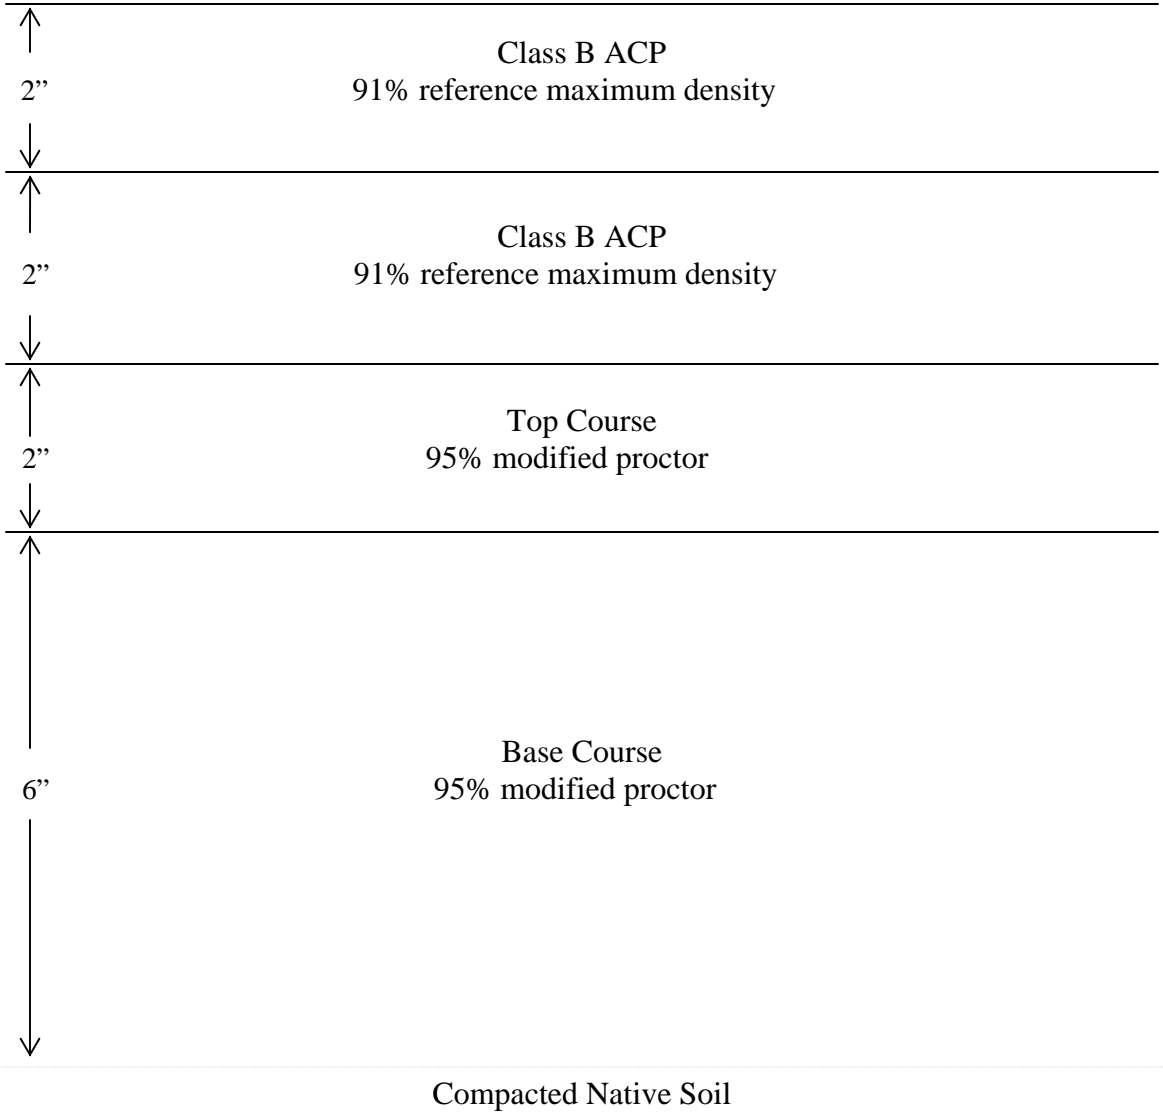 Class B ACP
2” 91% reference maximum density
Class B ACP
2” 91% reference maximum density
Top Course
2” 95% modified proctor
Base Course
6” 95% modified proctor
Compacted Native Soil